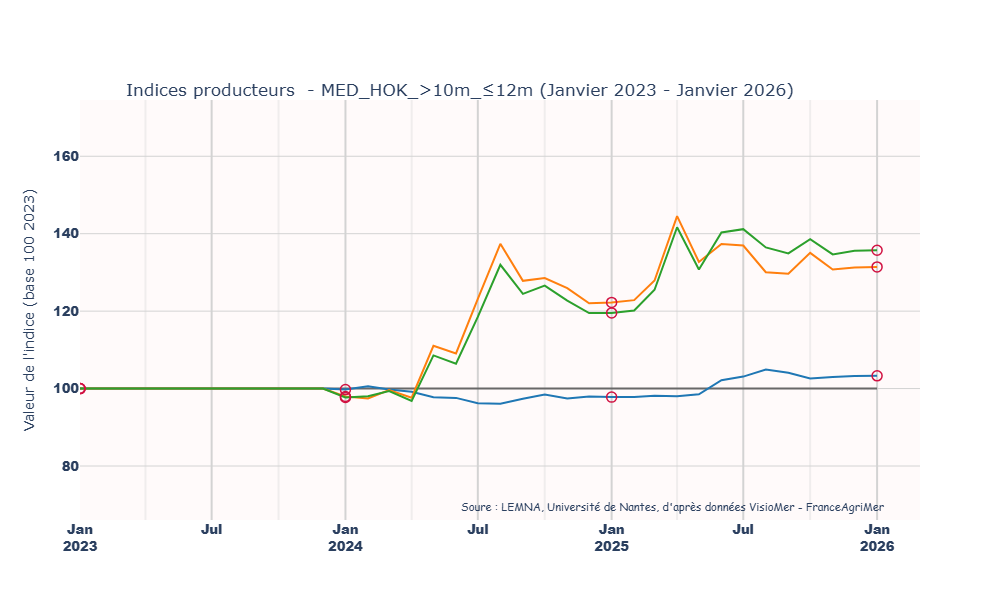 Indices producteurs  - MED_HOK_>10m_≤12m (Janvier 2023 - Janvier 2026)
Valeur de l'indice (base 100 2023)
160
140
120
100
80
Soure : LEMNA, Université de Nantes, d'après données VisioMer - FranceAgriMer
Jan
2023
Jul
Jan
2024
Jul
Jan
2025
Jul
Jan
2026